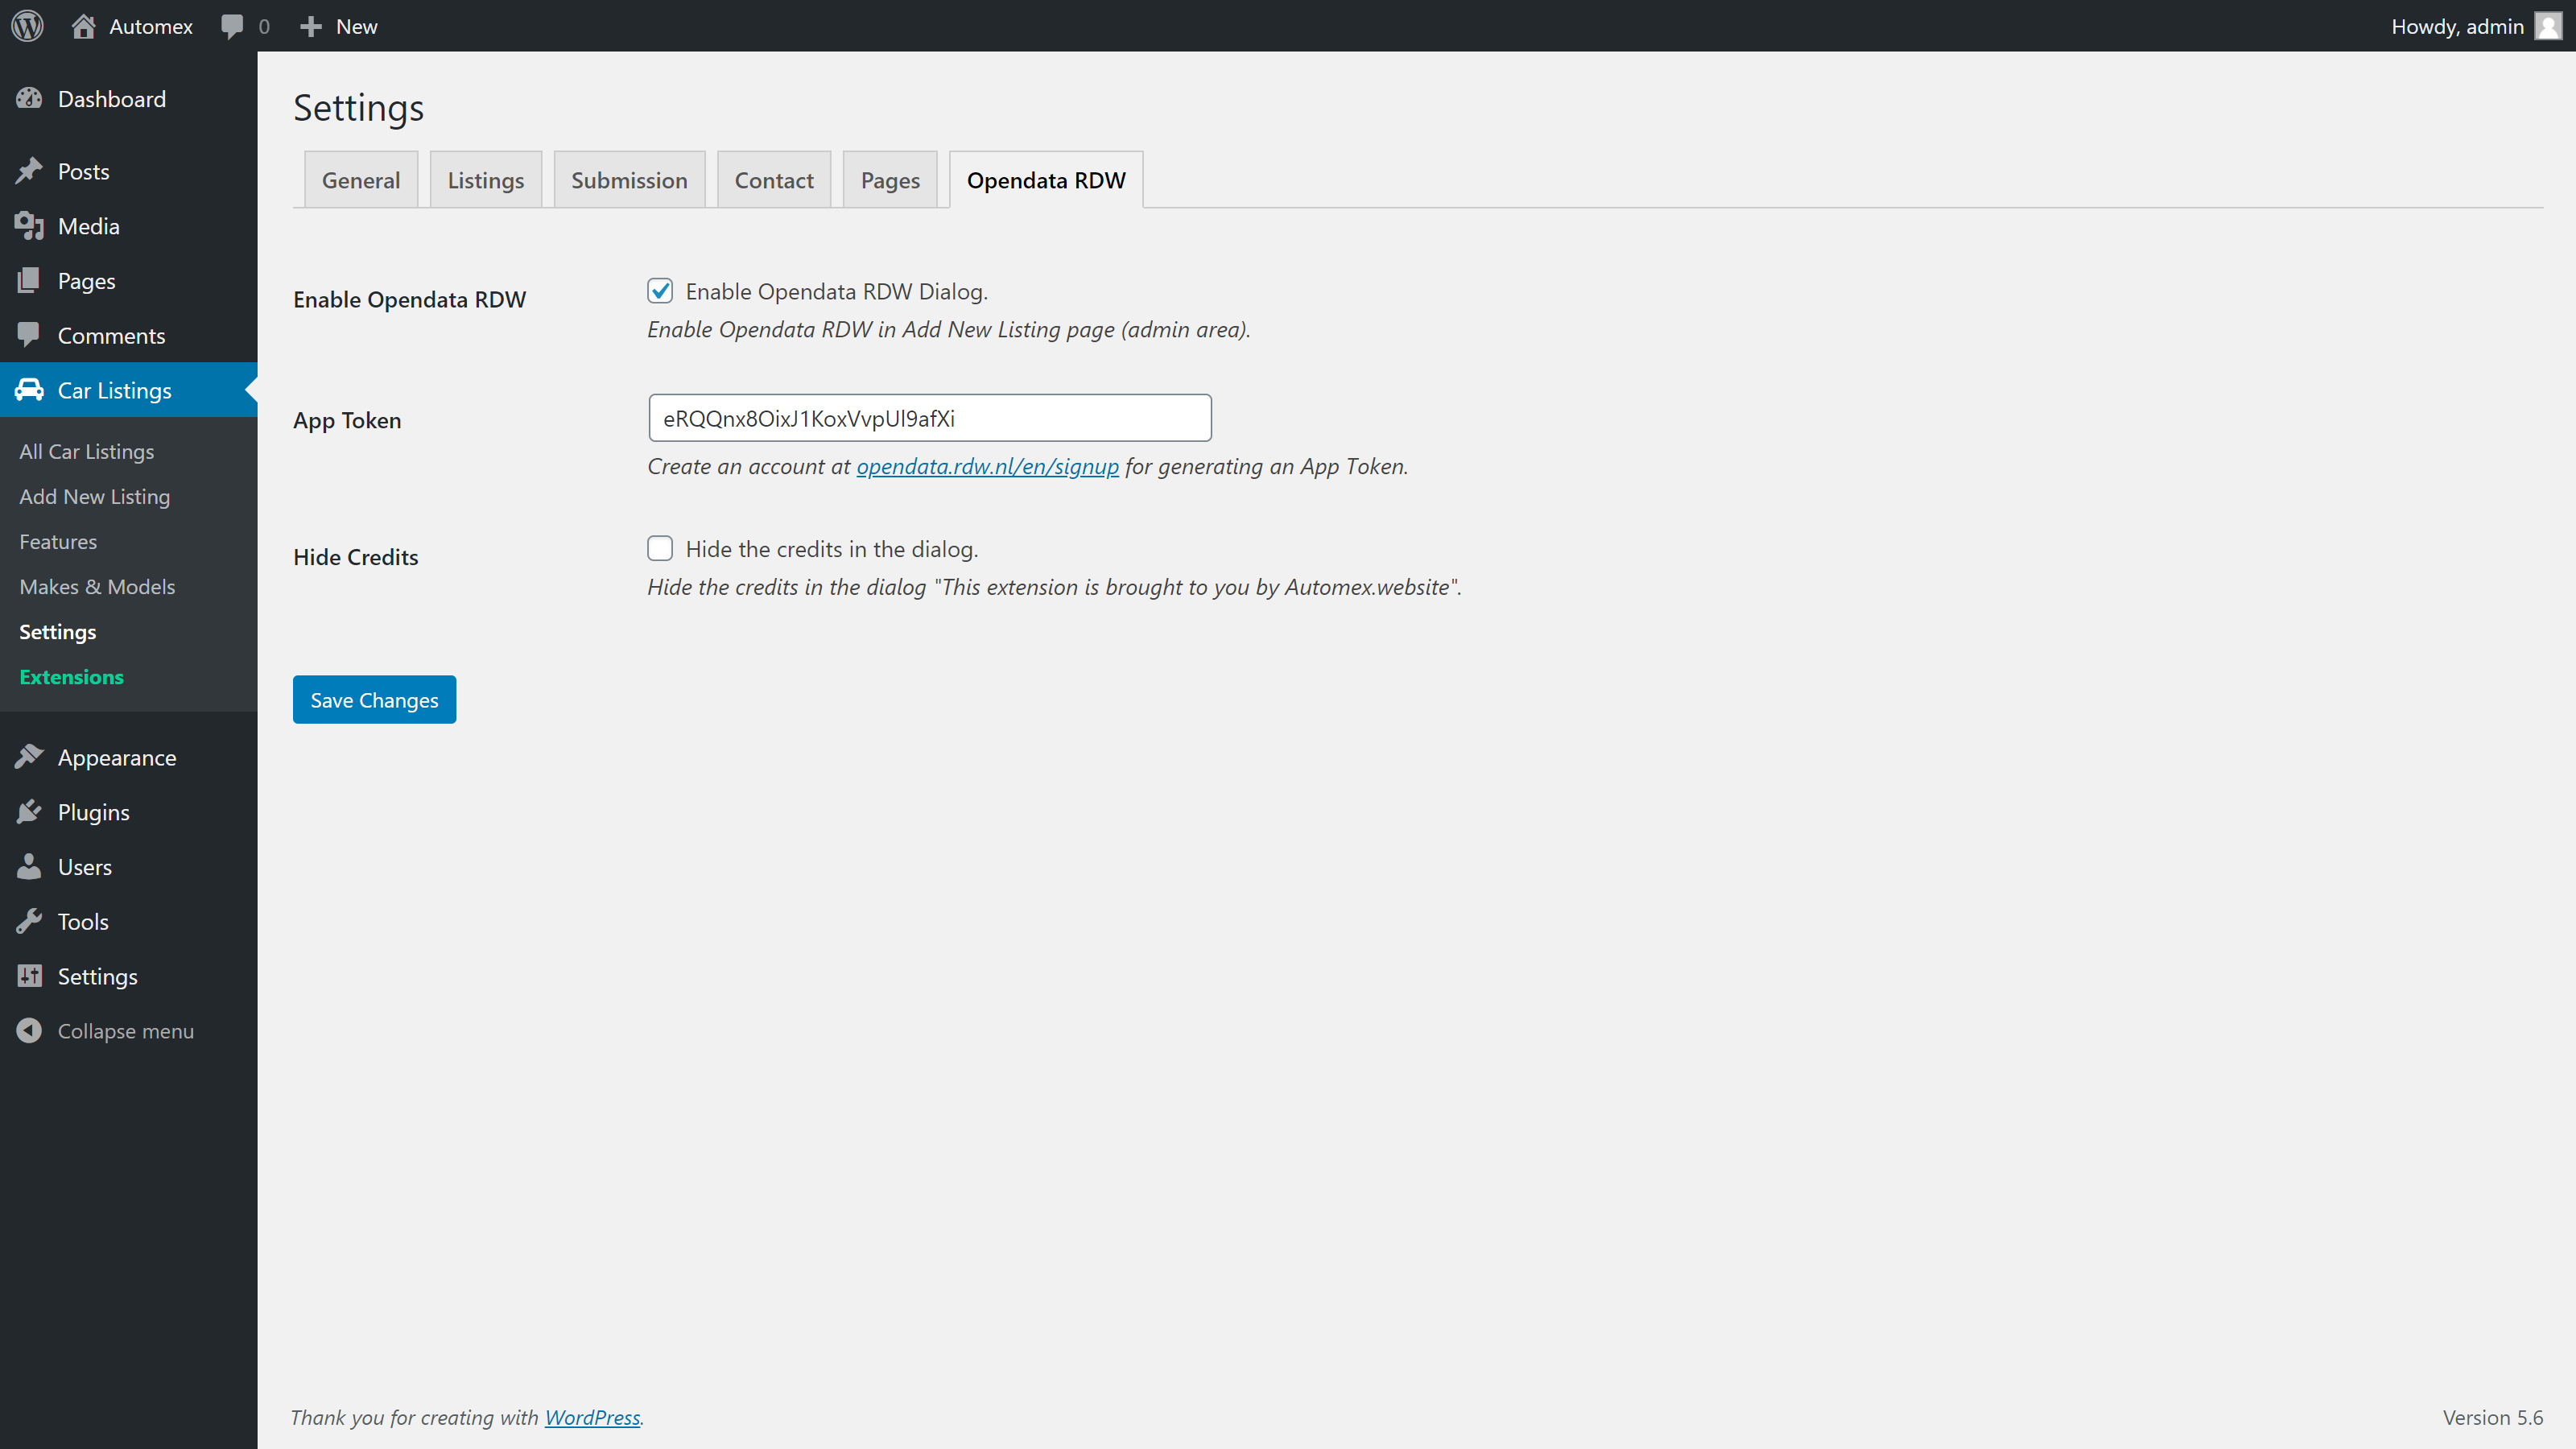 Automex 0 New Howdy, admin
Dashboard
Posts
Media
Pages
Comments
Car Listings
All Car Listings
Add New Listing
Features
Makes & Models
Settings
Extensions
Appearance
Plugins
Users
Tools
Settings
Collapse menu
Settings
General Listings Submission Contact Pages Opendata RDW
Enable Opendata RDW Enable Opendata RDW Dialog.
Enable Opendata RDW in Add New Listing page (admin area).
App Token eRQQnx8OixJ1KoxVvpUl9afXi
Create an account at opendata.rdw.nl/en/signup for generating an App Token.
Hide Credits Hide the credits in the dialog.
Hide the credits in the dialog "This extension is brought to you by Automex.website".
Save Changes
Thank you for creating with WordPress. Version 5.6